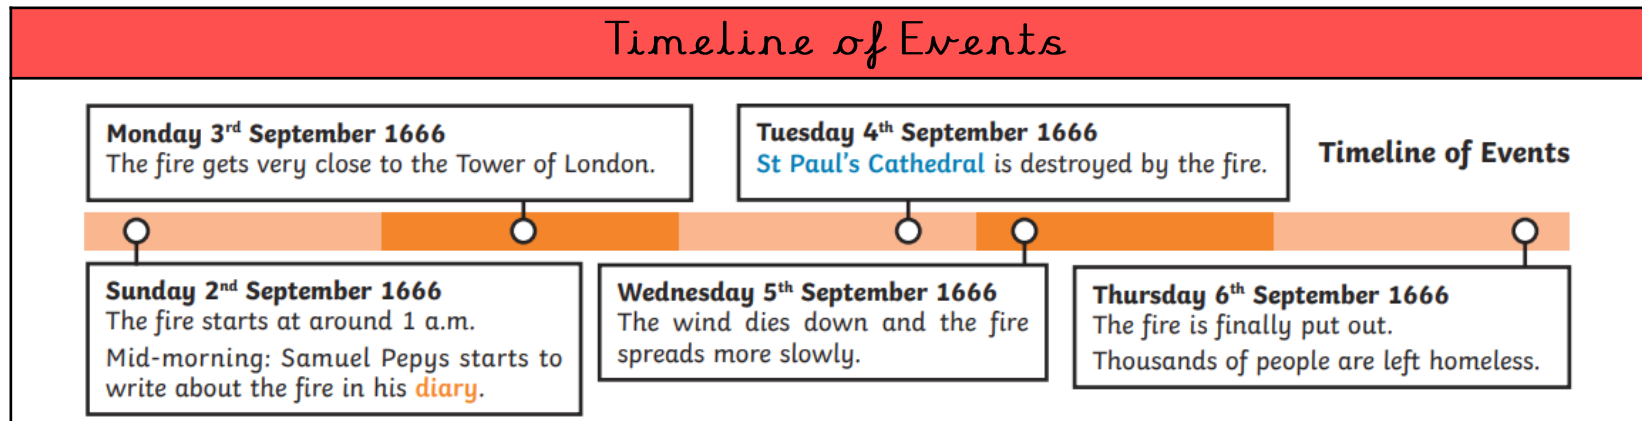 Timeline of Events
Monday 3rd September 1666
The fire gets very close to the Tower of London.
Tuesday 4th September 1666
St Paul's Cathedral is destroyed by the fire.
Timeline of Events
Sunday 2nd September 1666
The fire starts at around 1 a.m.
Mid-morning: Samuel Pepys starts to
write about the fire in his diary.
Wednesday 5th September 1666
The wind dies down and the fire
spreads more slowly.
Thursday 6th September 1666
The fire is finally put out.
Thousands of people are left homeless.